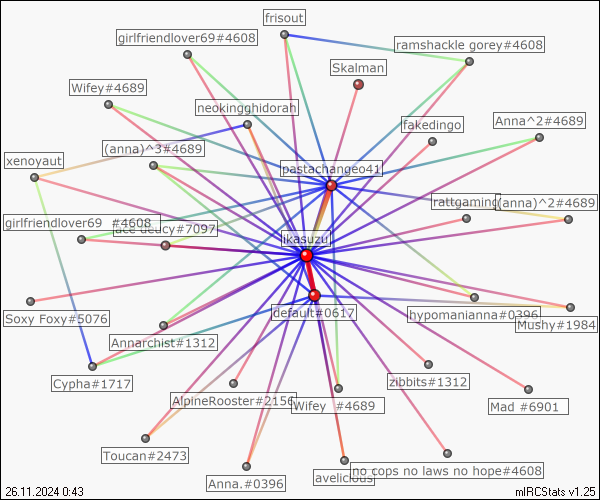 frisout
girlfriendlover69#4608
ramshackle gorey#4608
Skalman
Wifey#4689
neokingghidorah
fakedingo
Anna^2#4689
(anna)^3#4689
xenoyaut
pastachangeo41
rattgaming
(anna)^2#4689
girlfriendlover69 #4608
#7097
ikasuzu
Soxy Foxy#5076
default#0617
hypomanianna#0396
Mushy#1984
Annarchist#1312
Cypha#1717
zibbits#1312
AlpineRooster#2156
Wifey #4689
Mad #6901
Toucan#2473
Anna.#0396
avelicious
no cops no laws no hope#4608
26.11.2024 0:43
mIRCStats v1.25